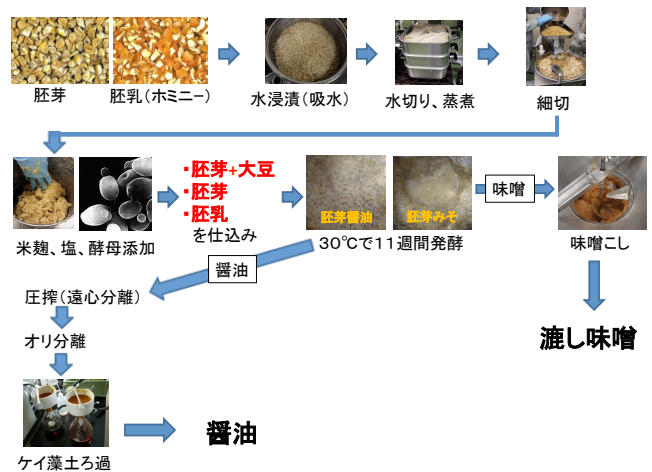 胚芽
胚乳(ホミニー)
水浸漬(吸水)
水切り、蒸煮
細切
米麹、塩、酵母添加
・胚芽+大豆
・胚芽
・胚乳
を仕込み
胚芽醤油
胚芽みそ
30℃で11週間発酵
味噌
味噌こし
漉し味噌
醤油
圧搾(遠心分離)
オリ分離
ケイ藻土ろ過
醤油